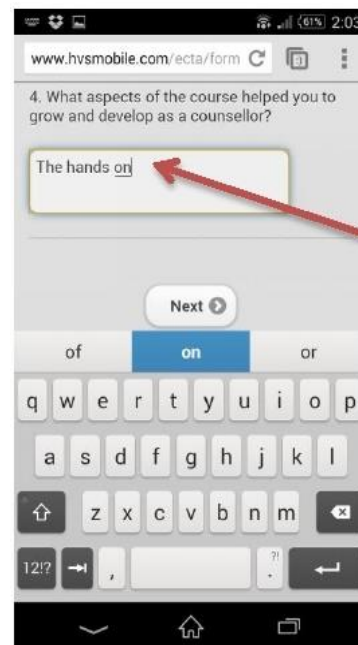 61% 2:03
www.hvsmobile.com/ecta/form
4. What aspects of the course helped you to
grow and develop as a counsellor?
The hands on
Next
of on or
q w e r t y u i o p
a s d f g h j k l
z x c v b n m
12!? , ?! .